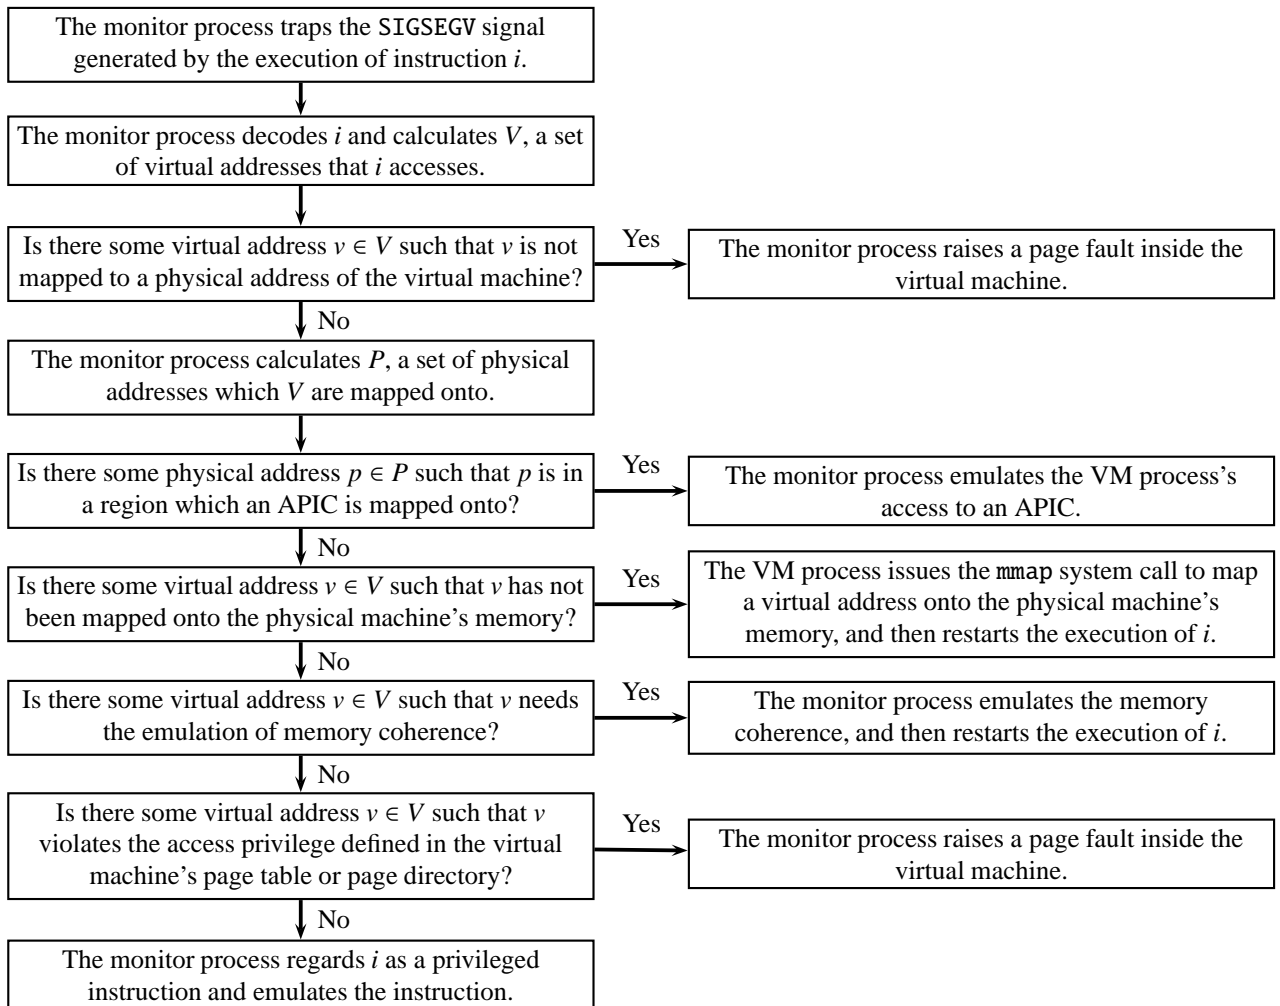 The monitor process traps the SIGSEGV signal
generated by the execution of instruction i.
The monitor process decodes i and calculates V, a set
of virtual addresses that i accesses.
Is there some virtual address v ∈ V such that v is not
mapped to a physical address of the virtual machine?
Yes
The monitor process raises a page fault inside the
virtual machine.
No
The monitor process calculates P, a set of physical
addresses which V are mapped onto.
Is there some physical address p ∈ P such that p is in
a region which an APIC is mapped onto?
Yes
The monitor process emulates the VM process's
access to an APIC.
No
Is there some virtual address v ∈ V such that v has not
been mapped onto the physical machine's memory?
Yes
The VM process issues the mmap system call to map
a virtual address onto the physical machine's
memory, and then restarts the execution of i.
No
Is there some virtual address v ∈ V such that v needs
the emulation of memory coherence?
Yes
The monitor process emulates the memory
coherence, and then restarts the execution of i.
No
Is there some virtual address v ∈ V such that v
violates the access privilege defined in the virtual
machine's page table or page directory?
Yes
The monitor process raises a page fault inside the
virtual machine.
No
The monitor process regards i as a privileged
instruction and emulates the instruction.